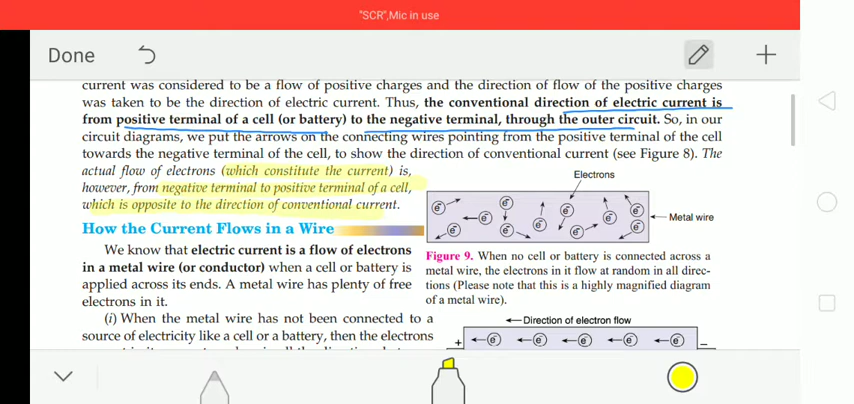 "SCR",Mic in use
Done
current was considered to be a flow of positive charges and the direction of flow of the positive charges
was taken to be the direction of electric current. Thus, the conventional direction of electric current is
from positive terminal of a cell (or battery) to the negative terminal, through the outer circuit. So, in our
circuit diagrams, we put the arrows on the connecting wires pointing from the positive terminal of the cell
towards the negative terminal of the cell, to show the direction of conventional current (see Figure 8). The
actual flow of electrons (which constitute the current) is,
however, from negative terminal to positive terminal of a cell,
which is opposite to the direction of conventional current.
How the Current Flows in a Wire
We know that electric current is a flow of electrons
in a metal wire (or conductor) when a cell or battery is
applied across its ends. A metal wire has plenty of free
electrons in it.
(i) When the metal wire has not been connected to a
source of electricity like a cell or a battery, then the electrons
Electrons
e e e e e e
e e e e e
Metal wire
Figure 9. When no cell or battery is connected across a
metal wire, the electrons in it flow at random in all direc-
tions (Please note that this is a highly magnified diagram
of a metal wire).
Direction of electron flow
+ e e e e e –